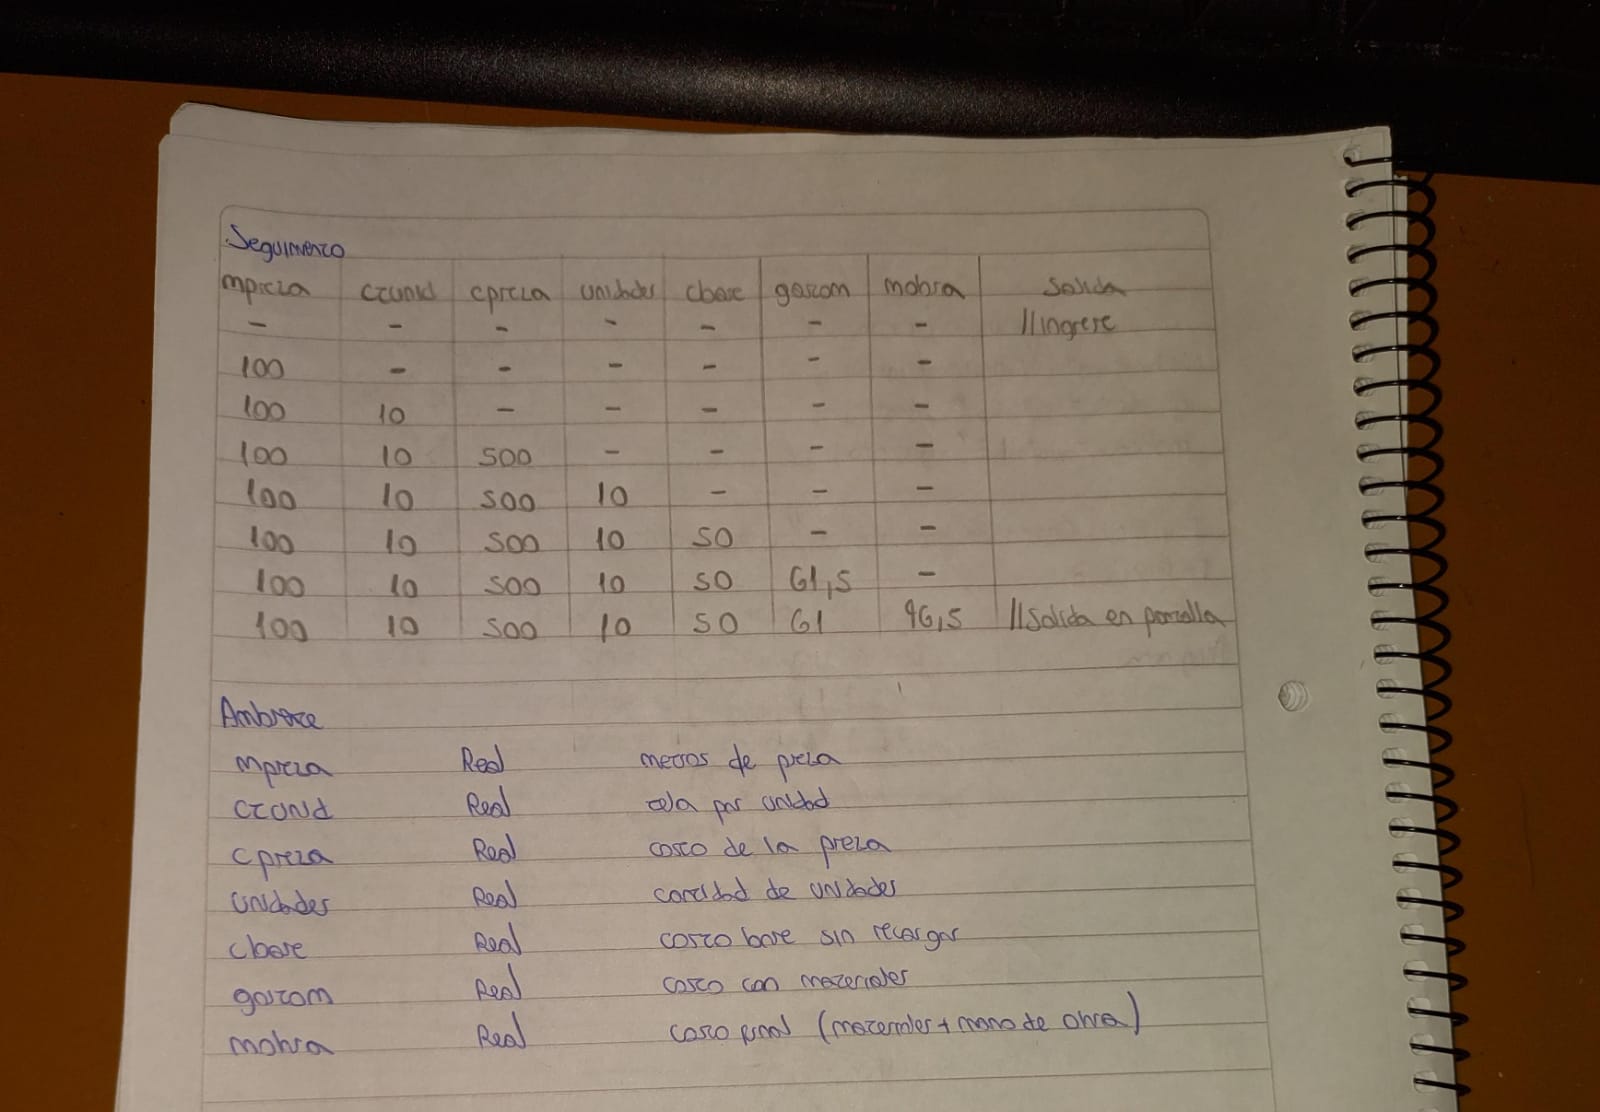 Seguimento
mpieza ctunid cpieza unidades cbase gastom mobra Salida
- - - - - - - //ingrese
100 - - - - - -
100 10 - - - - -
100 10 500 - - - -
100 10 500 10 - - -
100 10 500 10 50 - -
100 10 500 10 50 61,5 -
100 10 500 10 50 61 96,5 //Salida en pantalla
Ambiente
mpieza Real metros de pieza
ctunid Real tela por unidad
cpieza Real costo de la pieza
unidades Real cantidad de unidades
cbase Real costo base sin recargar
gastom Real costo con materiales
mobra Real costo final (materiales + mano de obra)